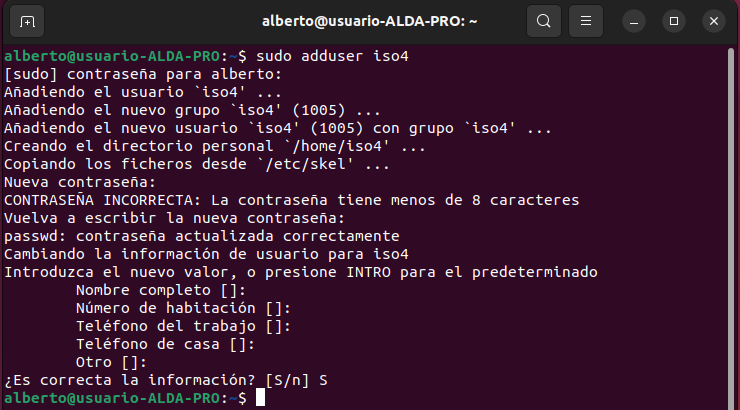 alberto@usuario-ALDA-PRO: ~
alberto@usuario-ALDA-PRO:~$ sudo adduser iso4
[sudo] contraseña para alberto:
Añadiendo el usuario `iso4' ...
Añadiendo el nuevo grupo `iso4' (1005) ...
Añadiendo el nuevo usuario `iso4' (1005) con grupo `iso4' ...
Creando el directorio personal `/home/iso4' ...
Copiando los ficheros desde `/etc/skel' ...
Nueva contraseña:
CONTRASEÑA INCORRECTA: La contraseña tiene menos de 8 caracteres
Vuelva a escribir la nueva contraseña:
passwd: contraseña actualizada correctamente
Cambiando la información de usuario para iso4
Introduzca el nuevo valor, o presione INTRO para el predeterminado
        Nombre completo []:
        Número de habitación []:
        Teléfono del trabajo []:
        Teléfono de casa []:
        Otro []:
¿Es correcta la información? [S/n] S
alberto@usuario-ALDA-PRO:~$